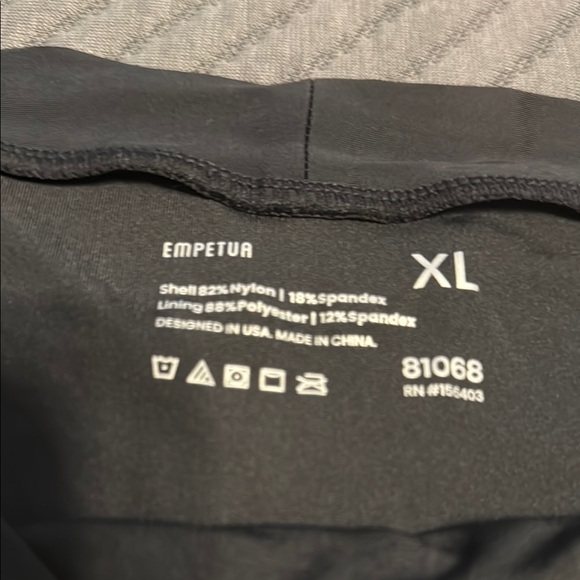 EMPETUA
XL
Shell 82% Nylon | 18% Spandex
Lining 88% Polyester | 12% Spandex
DESIGNED IN USA. MADE IN CHINA.
81068
RN #156403